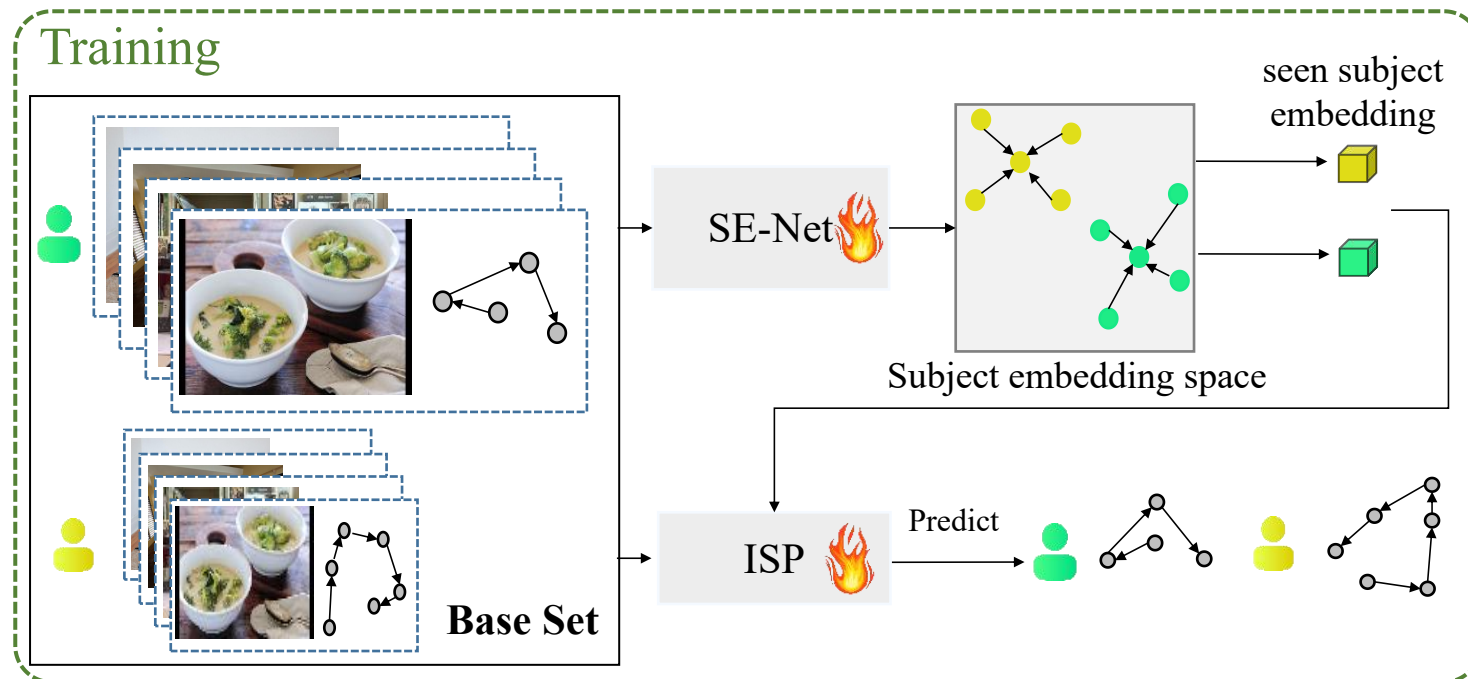 Training
seen subject
embedding
SE-Net
Subject embedding space
Predict
ISP
Base Set